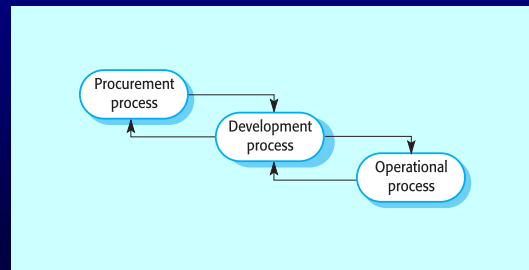 Procurement
process
Development
process
Operational
process